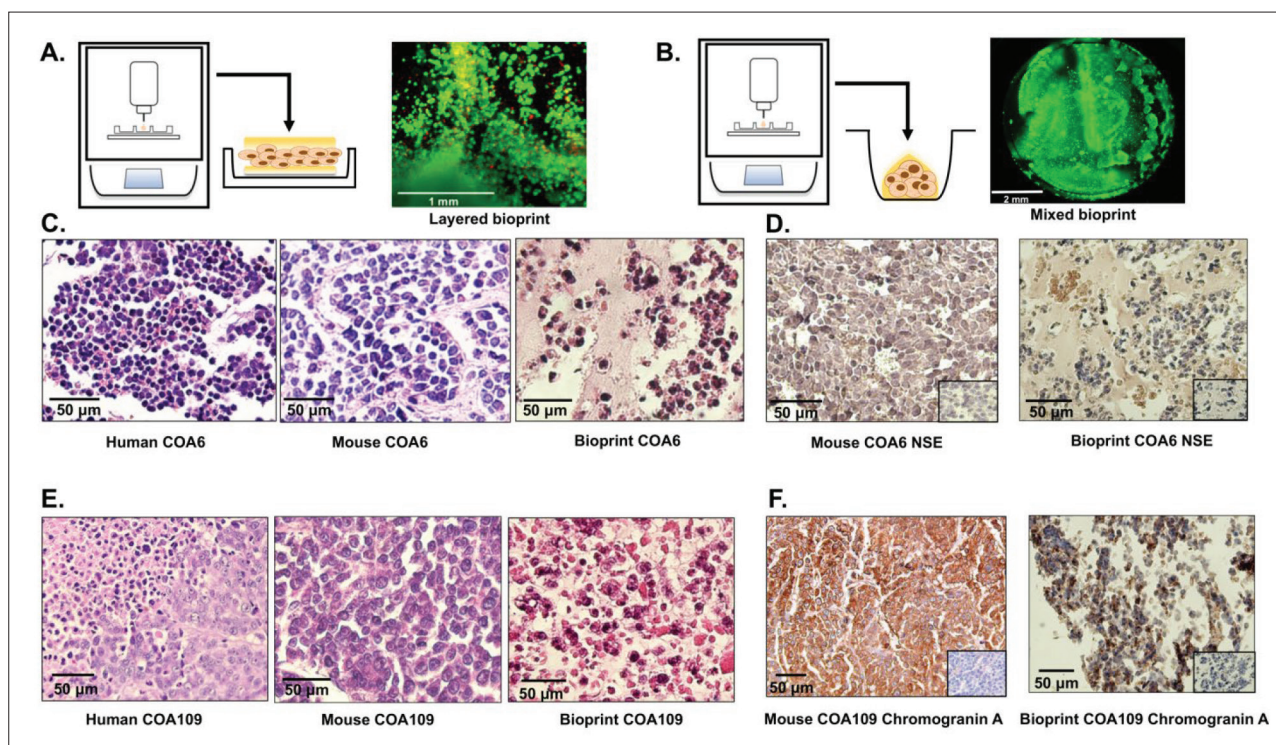 A.
B.
1 mm
2 mm
Layered bioprint
Mixed bioprint
C.
D.
50 µm
50 µm
50 µm
50 µm
50 µm
Human COA6
Mouse COA6
Bioprint COA6
Mouse COA6 NSE
Bioprint COA6 NSE
E.
F.
50 µm
50 µm
50 µm
50 µm
50 µm
Human COA109
Mouse COA109
Bioprint COA109
Mouse COA109 Chromogranin A
Bioprint COA109 Chromogranin A